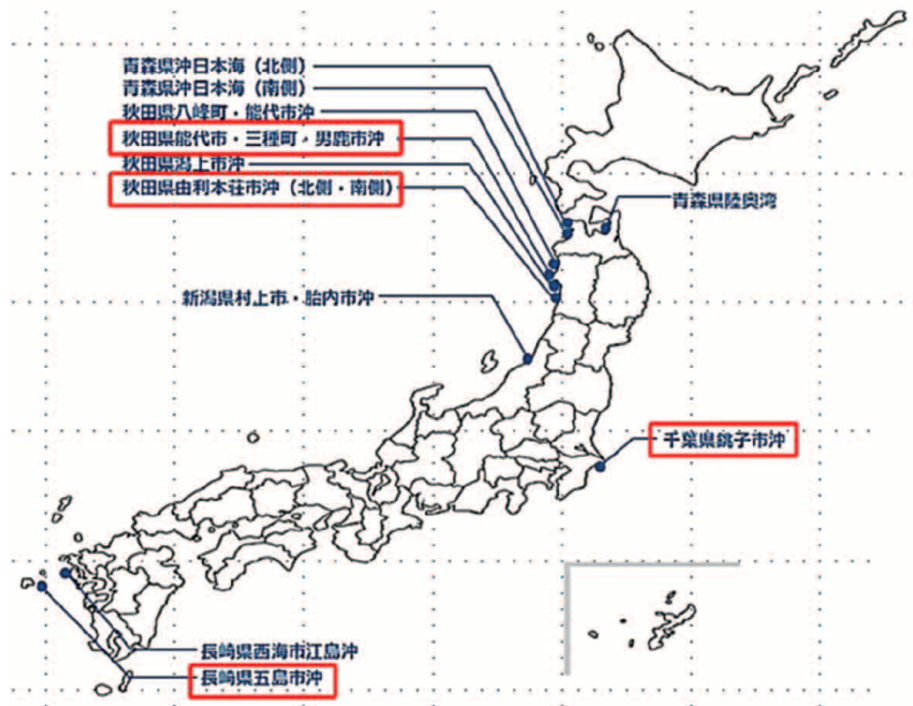 青森県沖日本海（北側）
青森県沖日本海（南側）
秋田県八峰町・能代市沖
秋田県能代市・三種町・男鹿市沖
秋田県潟上市沖
秋田県由利本荘市沖（北側・南側）
青森県陸奥湾
新潟県村上市・胎内市沖
千葉県銚子市沖
長崎県西海市江島沖
長崎県五島市沖